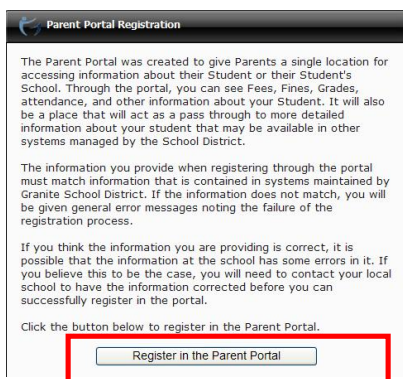 Parent Portal Registration
The Parent Portal was created to give Parents a single location for
accessing information about their Student or their Student's
School. Through the portal, you can see Fees, Fines, Grades,
attendance, and other information about your Student. It will also
be a place that will act as a pass through to more detailed
information about your student that may be available in other
systems managed by the School District.
The information you provide when registering through the portal
must match information that is contained in systems maintained by
Granite School District. If the information does not match, you will
be given general error messages noting the failure of the
registration process.
If you think the information you are providing is correct, it is
possible that the information at the school has some errors in it. If
you believe this to be the case, you will need to contact your local
school to have the information corrected before you can
successfully register in the portal.
Click the button below to register in the Parent Portal.
Register in the Parent Portal